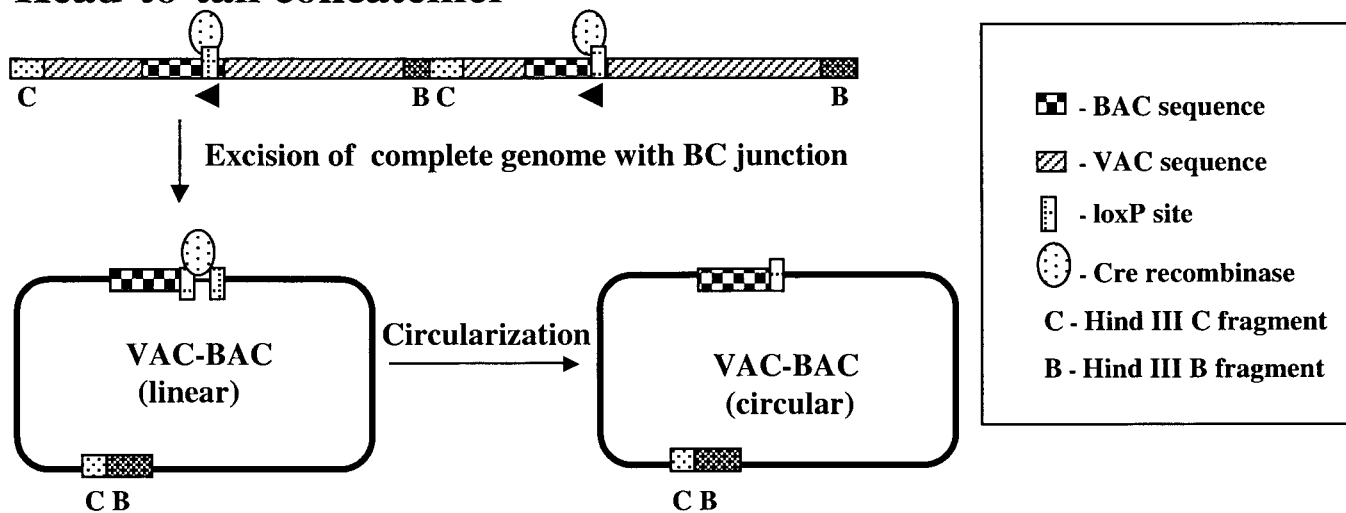 Head-to-tail concatemer
C B C B
Excision of complete genome with BC junction
VAC-BAC
(linear)
C B
Circularization
VAC-BAC
(circular)
C B
- BAC sequence
- VAC sequence
- loxP site
- Cre recombinase
C - Hind III C fragment
B - Hind III B fragment